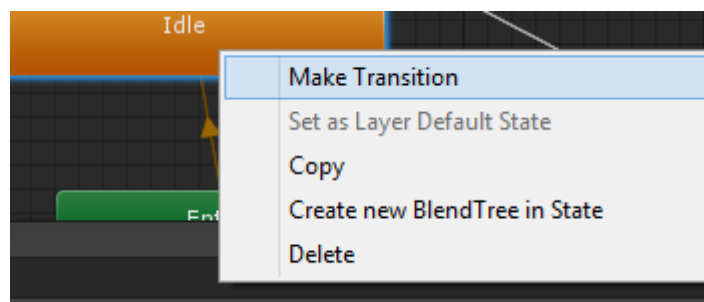 Idle
Make Transition
Set as Layer Default State
Copy
Create new BlendTree in State
Delete